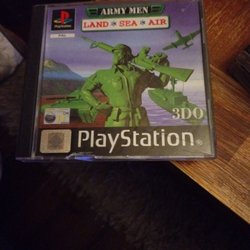 ARMY MEN
LAND ★ SEA ★ AIR
3DO
PlayStation